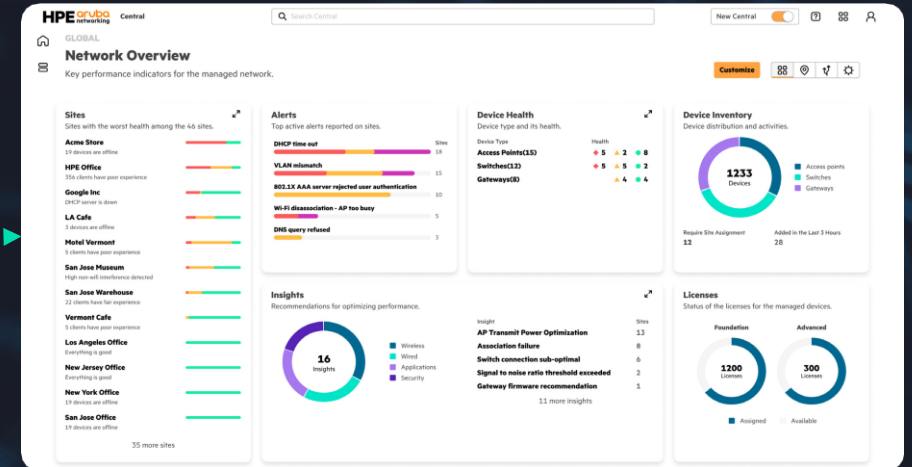 HPE aruba networking Central
Search Central
New Central
GLOBAL
Network Overview
Key performance indicators for the managed network.
Customize
Sites
Sites with the worst health among the 46 sites.
Acme Store
19 devices are offline
HPE Office
356 clients have poor experience
Google Inc
DHCP server is down
LA Cafe
3 devices are offline
Motel Vermont
5 clients have poor experience
San Jose Museum
High non-wifi interference detected
San Jose Warehouse
22 clients have fair experience
Vermont Cafe
5 clients have poor experience
Los Angeles Office
Everything is good
New Jersey Office
Everything is good
New York Office
19 devices are offline
San Jose Office
19 devices are offline
35 more sites
Alerts
Top active alerts reported on sites.
Sites
DHCP time out
18
VLAN mismatch
15
802.1X AAA server rejected user authentication
10
Wi-Fi disassociation - AP too busy
5
DNS query refused
3
Device Health
Device type and its health.
Device Type Health
Access Points(15) 5 2 8
Switches(12) 5 5 2
Gateways(8) 4 4
Device Inventory
Device distribution and activities.
1233
Devices
Access points
Switches
Gateways
Require Site Assignment Added in the Last 3 Hours
12 28
Insights
Recommendations for optimizing performance.
16
Insights
Wireless
Wired
Applications
Security
Insight Sites
AP Transmit Power Optimization 13
Association failure 8
Switch connection sub-optimal 6
Signal to noise ratio threshold exceeded 2
Gateway firmware recommendation 1
11 more insights
Licenses
Status of the licenses for the managed devices.
Foundation Advanced
1200 300
Licenses Licenses
Assigned Available